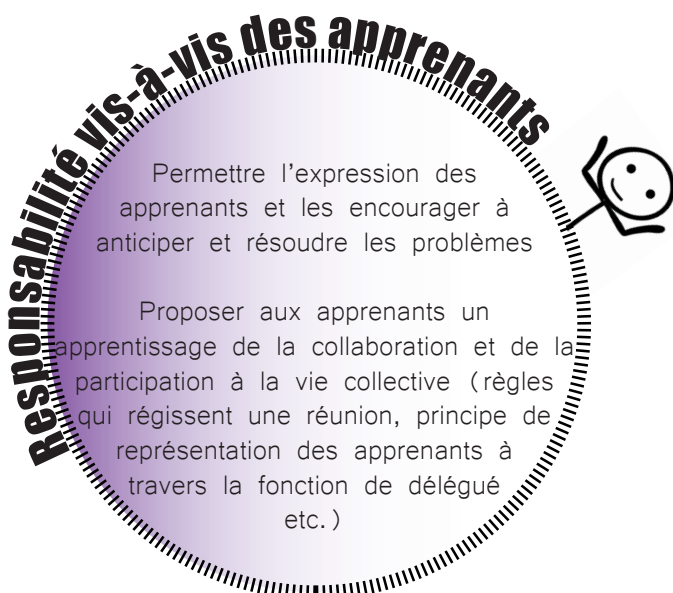 Responsabilité vis-à-vis des apprenants
Permettre l’expression des
apprenants et les encourager à
anticiper et résoudre les problèmes
Proposer aux apprenants un
apprentissage de la collaboration et de la
participation à la vie collective (règles
qui régissent une réunion, principe de
représentation des apprenants à
travers la fonction de délégué
etc.)